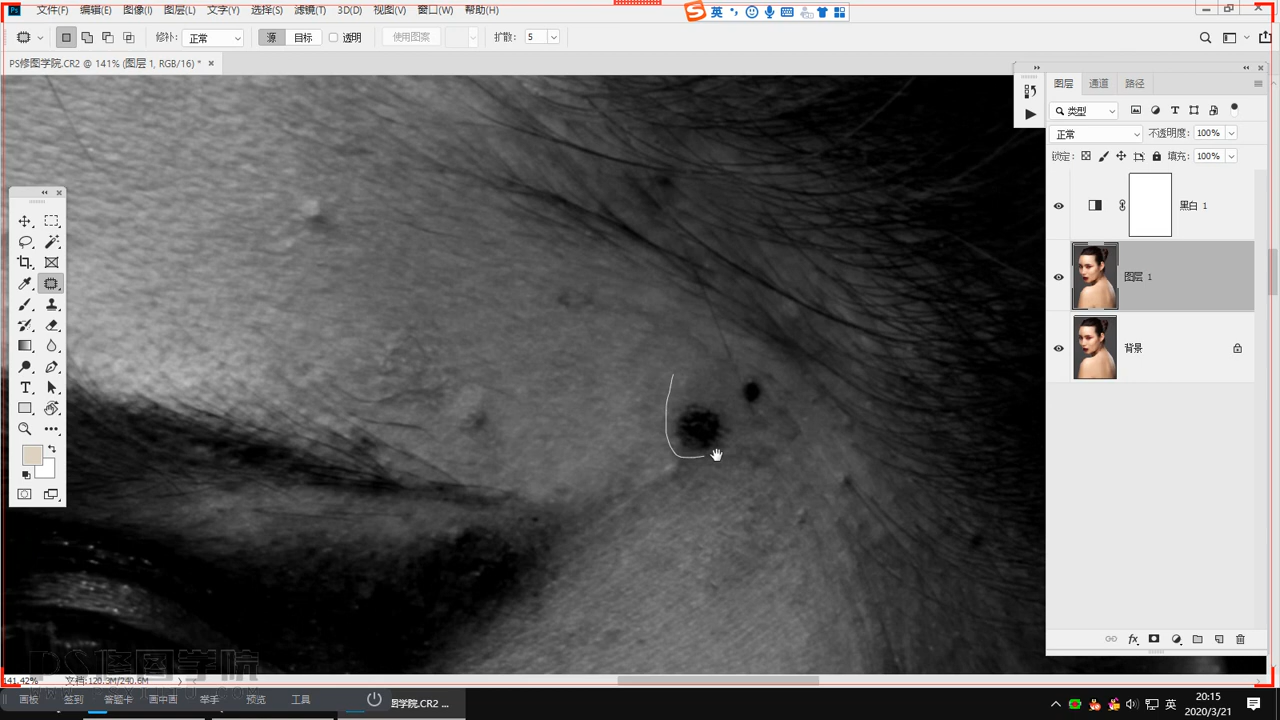 文件(F) 编辑(E) 图像(I) 图层(L) 文字(Y) 选择(S) 滤镜(T) 3D(D) 视图(V) 窗口(W) 帮助(H)
英
修补: 正常 源 目标 透明 使用图案 扩散: 5
PS修图学院.CR2 @ 141% (图层 1, RGB/16) *
图层 通道 路径
类型
正常 不透明度: 100%
锁定: 填充: 100%
黑白 1
图层 1
背景
PS修图学院
141.42% 文档:120.3M/240.6M
画板 签到 答题卡 画中画 举手 预览 工具
图学院.CR2 ...
英
20:15
2020/3/21